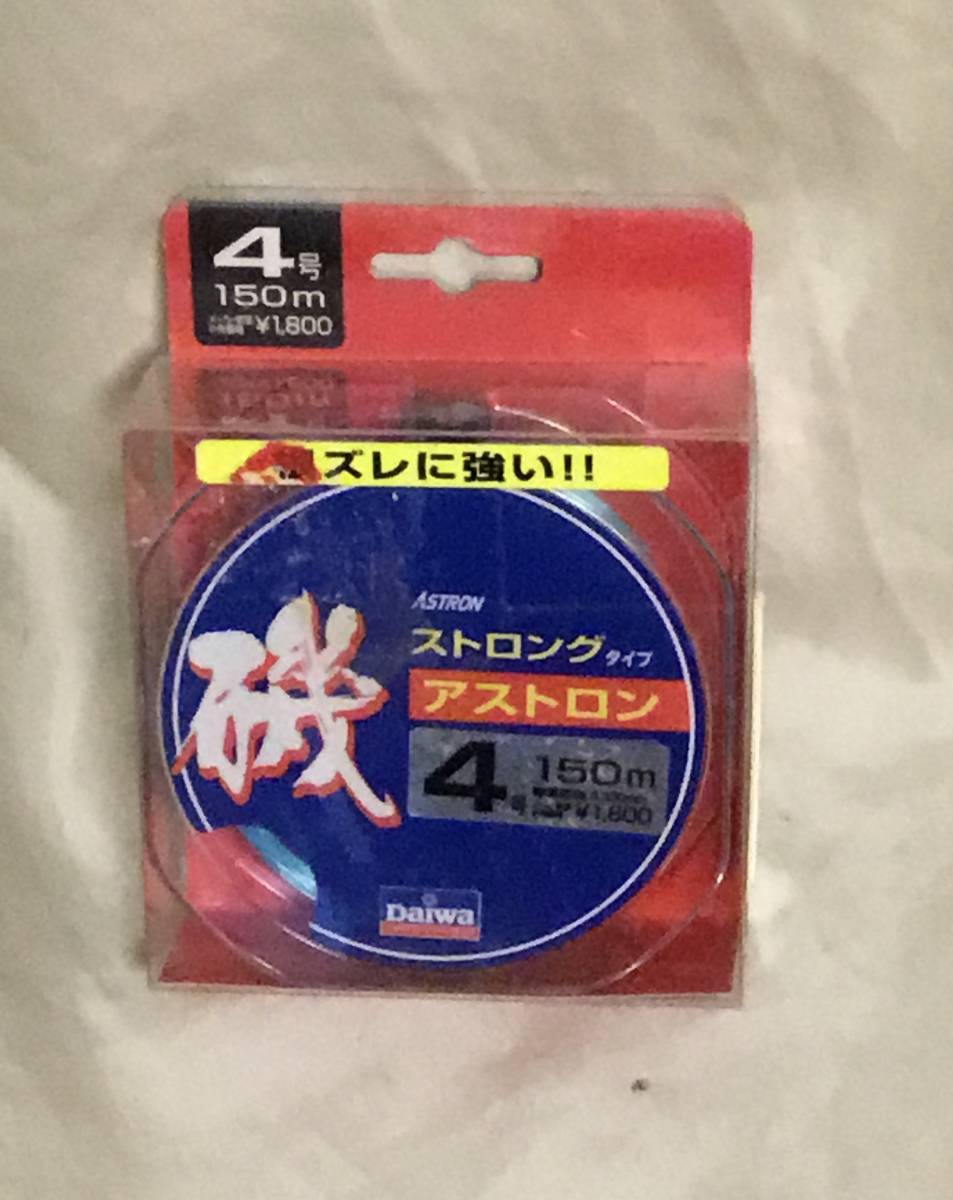 4号
150m
¥1,800
ズレに強い!!
ASTRON
ストロングタイプ
磯
アストロン
4号 150m
¥1,800
Daiwa